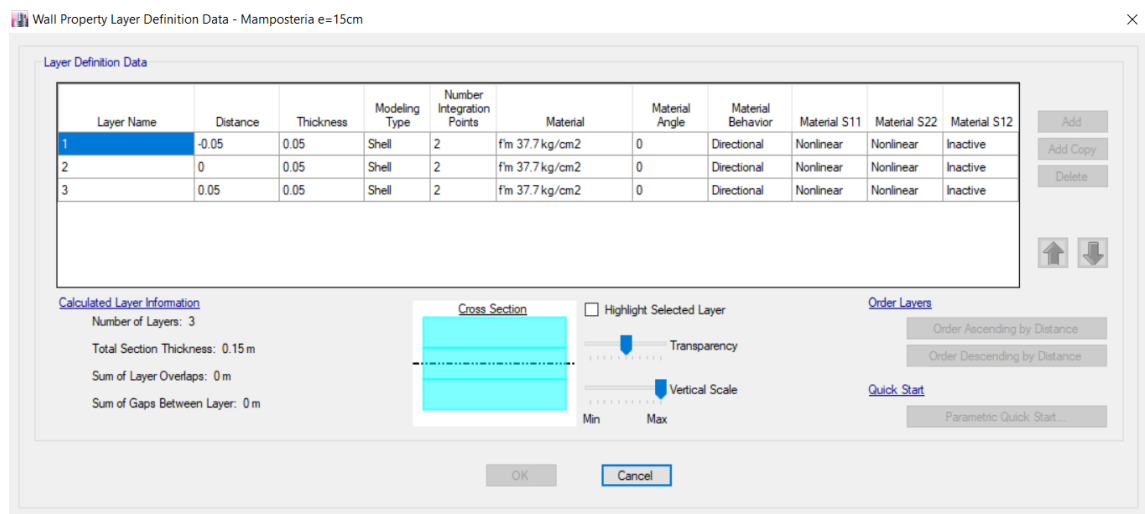 Wall Property Layer Definition Data - Mamposteria e=15cm
Layer Definition Data
Layer Name Distance Thickness Modeling Type Number Integration Points Material Material Angle Material Behavior Material S11 Material S22 Material S12
1 -0.05 0.05 Shell 2 f'm 37.7 kg/cm2 0 Directional Nonlinear Nonlinear Inactive
2 0 0.05 Shell 2 f'm 37.7 kg/cm2 0 Directional Nonlinear Nonlinear Inactive
3 0.05 0.05 Shell 2 f'm 37.7 kg/cm2 0 Directional Nonlinear Nonlinear Inactive
Add
Add Copy
Delete
Calculated Layer Information
Number of Layers: 3
Total Section Thickness: 0.15 m
Sum of Layer Overlaps: 0 m
Sum of Gaps Between Layer: 0 m
Cross Section
Highlight Selected Layer
Transparency
Vertical Scale
Min Max
Order Layers
Order Ascending by Distance
Order Descending by Distance
Quick Start
Parametric Quick Start...
OK Cancel